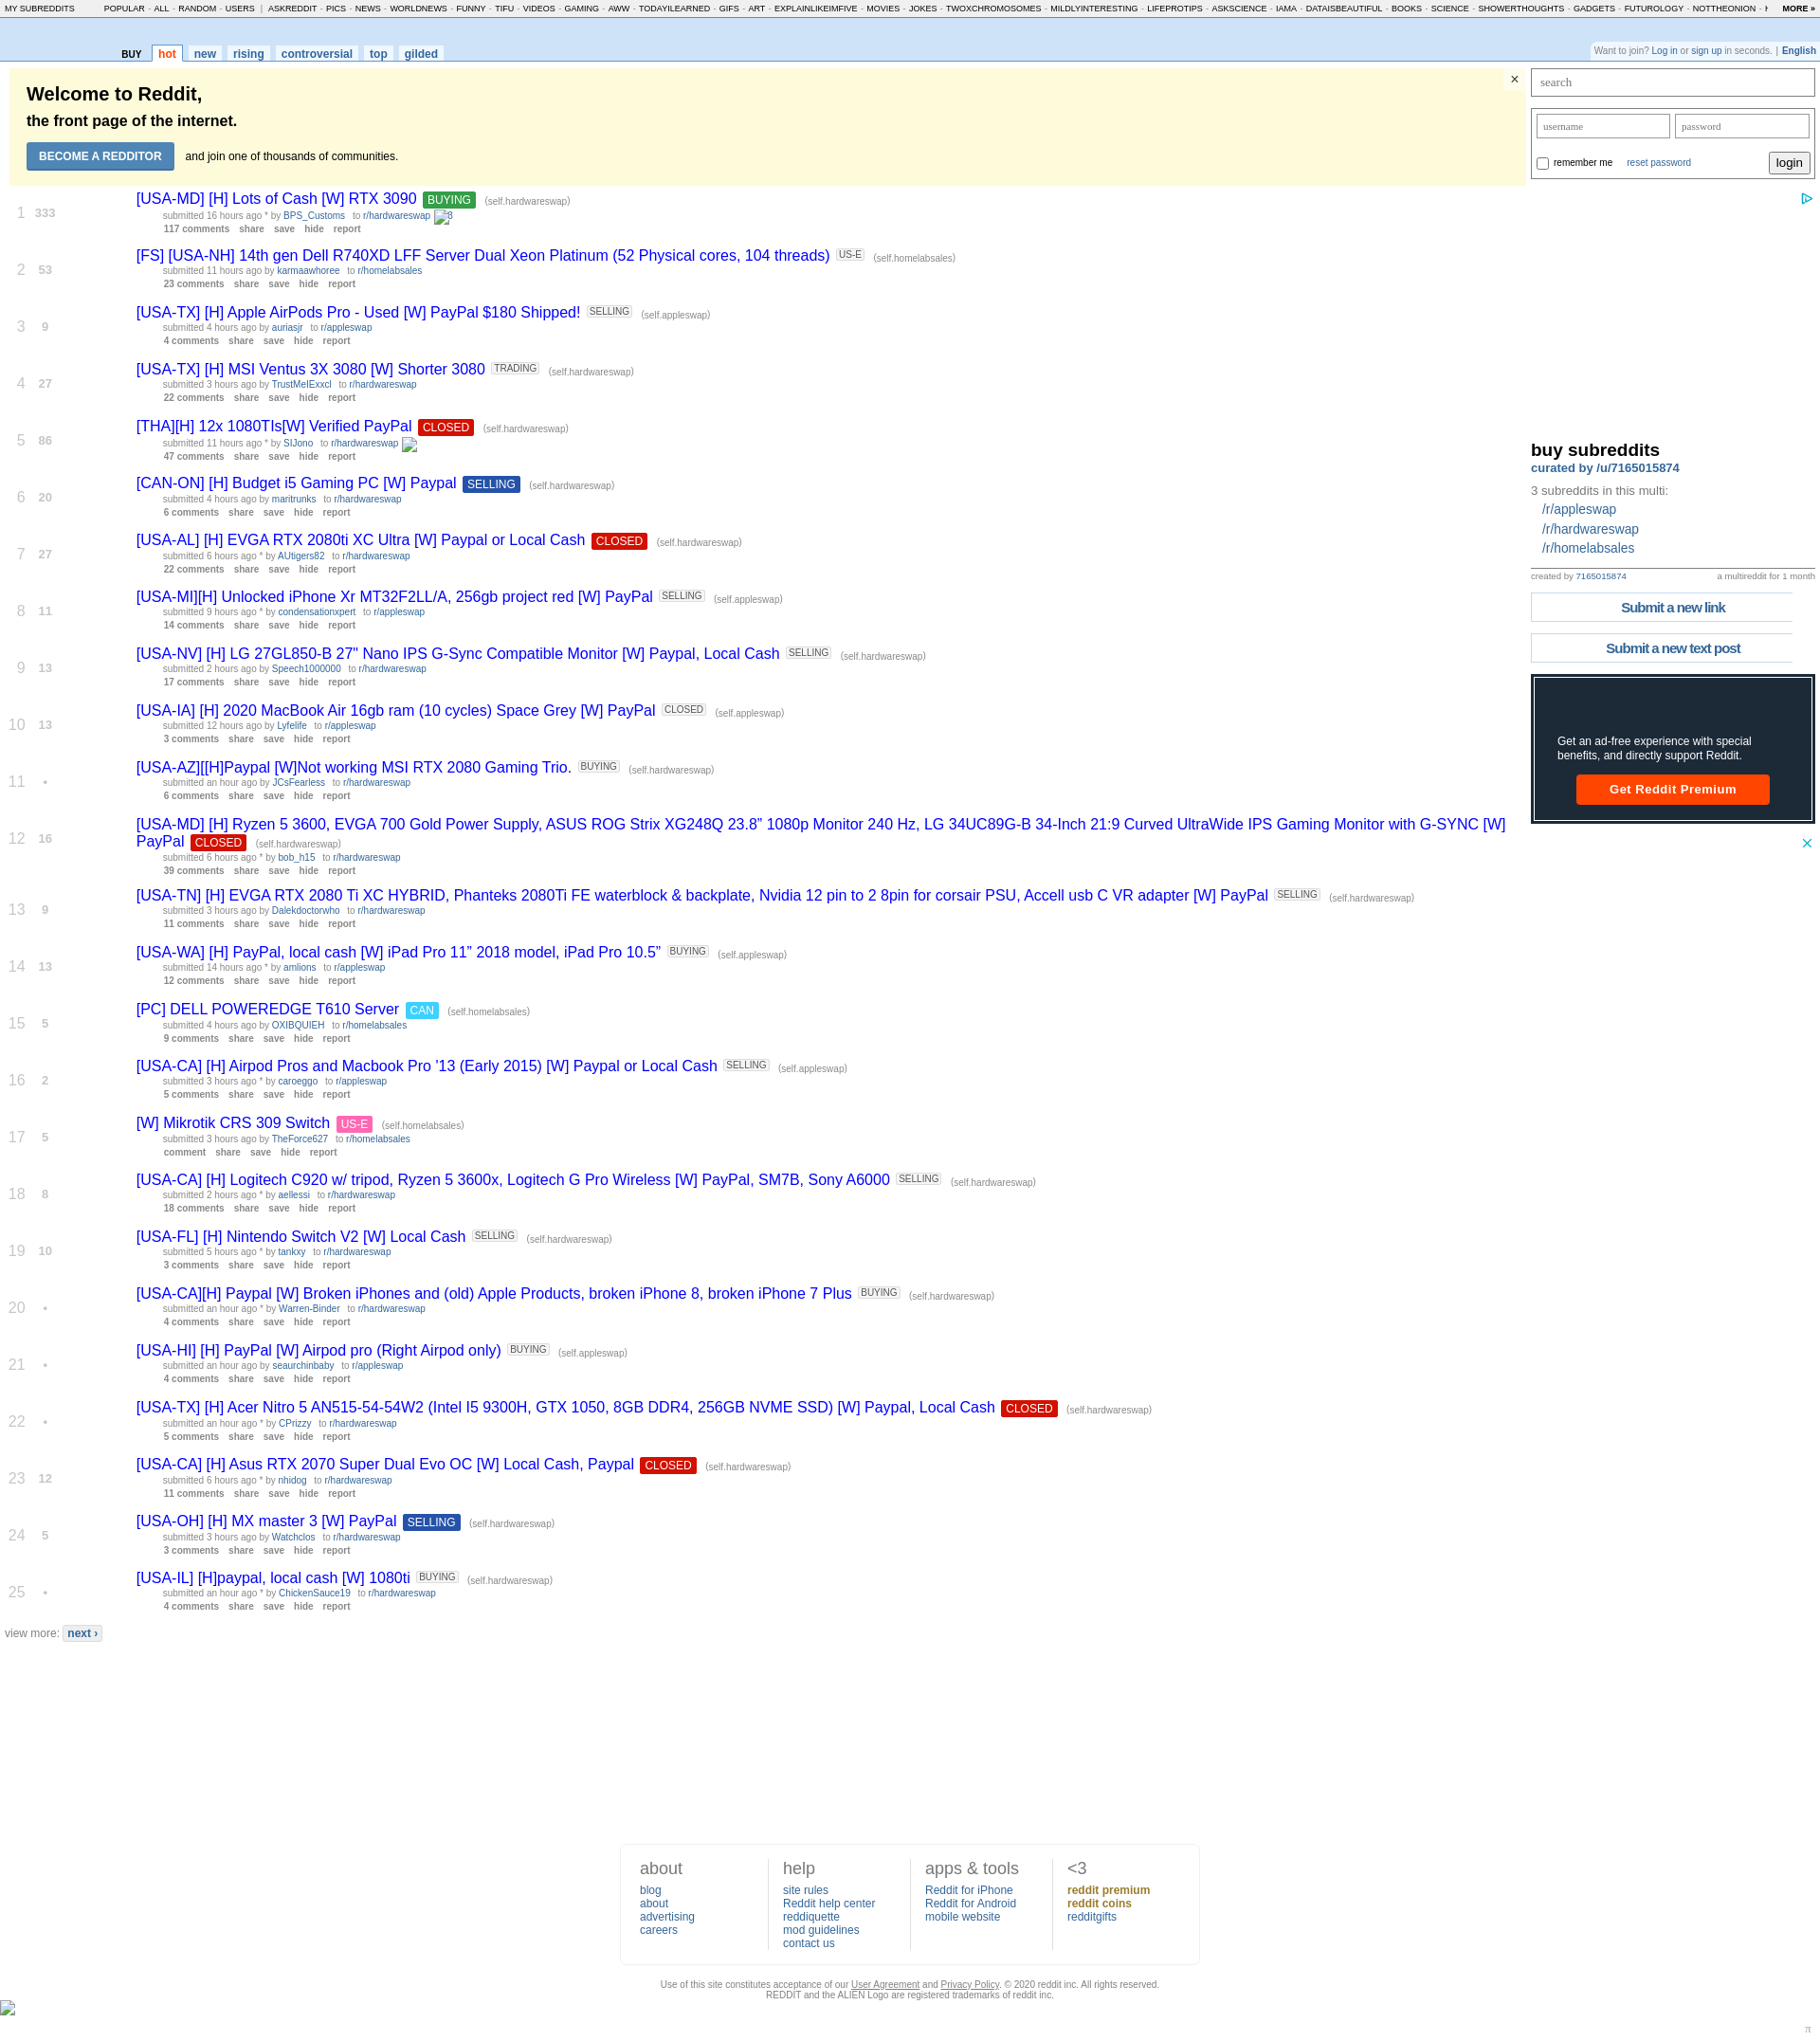 MY SUBREDDITS POPULAR - ALL - RANDOM - USERS | ASKREDDIT - PICS - NEWS - WORLDNEWS - FUNNY - TIFU - VIDEOS - GAMING - AWW - TODAYILEARNED - GIFS - ART - EXPLAINLIKEIMFIVE - MOVIES - JOKES - TWOXCHROMOSOMES - MILDLYINTERESTING - LIFEPROTIPS - ASKSCIENCE - IAMA - DATAISBEAUTIFUL - BOOKS - SCIENCE - SHOWERTHOUGHTS - GADGETS - FUTUROLOGY - NOTTHEONION - MORE »
BUY hot new rising controversial top gilded
Want to join? Log in or sign up in seconds. | English
Welcome to Reddit,
the front page of the internet.
BECOME A REDDITOR and join one of thousands of communities.
×
search
username password
remember me reset password login
1 333 [USA-MD] [H] Lots of Cash [W] RTX 3090 BUYING (self.hardwareswap)
submitted 16 hours ago * by BPS_Customs to r/hardwareswap 3
117 comments share save hide report
2 53 [FS] [USA-NH] 14th gen Dell R740XD LFF Server Dual Xeon Platinum (52 Physical cores, 104 threads) US-E (self.homelabsales)
submitted 11 hours ago by karmaawhoree to r/homelabsales
23 comments share save hide report
3 9 [USA-TX] [H] Apple AirPods Pro - Used [W] PayPal $180 Shipped! SELLING (self.appleswap)
submitted 4 hours ago by auriasjr to r/appleswap
4 comments share save hide report
4 27 [USA-TX] [H] MSI Ventus 3X 3080 [W] Shorter 3080 TRADING (self.hardwareswap)
submitted 3 hours ago by TrustMeIExxcl to r/hardwareswap
22 comments share save hide report
5 86 [THA][H] 12x 1080TIs[W] Verified PayPal CLOSED (self.hardwareswap)
submitted 11 hours ago * by SIJono to r/hardwareswap
47 comments share save hide report
6 20 [CAN-ON] [H] Budget i5 Gaming PC [W] Paypal SELLING (self.hardwareswap)
submitted 4 hours ago by maritrunks to r/hardwareswap
6 comments share save hide report
7 27 [USA-AL] [H] EVGA RTX 2080ti XC Ultra [W] Paypal or Local Cash CLOSED (self.hardwareswap)
submitted 6 hours ago * by AUtigers82 to r/hardwareswap
22 comments share save hide report
8 11 [USA-MI][H] Unlocked iPhone Xr MT32F2LL/A, 256gb project red [W] PayPal SELLING (self.appleswap)
submitted 9 hours ago * by condensationxpert to r/appleswap
14 comments share save hide report
9 13 [USA-NV] [H] LG 27GL850-B 27" Nano IPS G-Sync Compatible Monitor [W] Paypal, Local Cash SELLING (self.hardwareswap)
submitted 2 hours ago by Speech1000000 to r/hardwareswap
17 comments share save hide report
10 13 [USA-IA] [H] 2020 MacBook Air 16gb ram (10 cycles) Space Grey [W] PayPal CLOSED (self.appleswap)
submitted 12 hours ago by Lyfelife to r/appleswap
3 comments share save hide report
11 • [USA-AZ][[H]Paypal [W]Not working MSI RTX 2080 Gaming Trio. BUYING (self.hardwareswap)
submitted an hour ago by JCsFearless to r/hardwareswap
6 comments share save hide report
12 16 [USA-MD] [H] Ryzen 5 3600, EVGA 700 Gold Power Supply, ASUS ROG Strix XG248Q 23.8” 1080p Monitor 240 Hz, LG 34UC89G-B 34-Inch 21:9 Curved UltraWide IPS Gaming Monitor with G-SYNC [W]
PayPal CLOSED (self.hardwareswap)
submitted 6 hours ago * by bob_h15 to r/hardwareswap
39 comments share save hide report
13 9 [USA-TN] [H] EVGA RTX 2080 Ti XC HYBRID, Phanteks 2080Ti FE waterblock & backplate, Nvidia 12 pin to 2 8pin for corsair PSU, Accell usb C VR adapter [W] PayPal SELLING (self.hardwareswap)
submitted 3 hours ago by Dalekdoctorwho to r/hardwareswap
11 comments share save hide report
14 13 [USA-WA] [H] PayPal, local cash [W] iPad Pro 11” 2018 model, iPad Pro 10.5” BUYING (self.appleswap)
submitted 14 hours ago * by amlions to r/appleswap
12 comments share save hide report
15 5 [PC] DELL POWEREDGE T610 Server CAN (self.homelabsales)
submitted 4 hours ago by OXIBQUIEH to r/homelabsales
9 comments share save hide report
16 2 [USA-CA] [H] Airpod Pros and Macbook Pro '13 (Early 2015) [W] Paypal or Local Cash SELLING (self.appleswap)
submitted 3 hours ago * by caroeggo to r/appleswap
5 comments share save hide report
17 5 [W] Mikrotik CRS 309 Switch US-E (self.homelabsales)
submitted 3 hours ago by TheForce627 to r/homelabsales
comment share save hide report
18 8 [USA-CA] [H] Logitech C920 w/ tripod, Ryzen 5 3600x, Logitech G Pro Wireless [W] PayPal, SM7B, Sony A6000 SELLING (self.hardwareswap)
submitted 2 hours ago * by aellessi to r/hardwareswap
18 comments share save hide report
19 10 [USA-FL] [H] Nintendo Switch V2 [W] Local Cash SELLING (self.hardwareswap)
submitted 5 hours ago * by tankxy to r/hardwareswap
3 comments share save hide report
20 • [USA-CA][H] Paypal [W] Broken iPhones and (old) Apple Products, broken iPhone 8, broken iPhone 7 Plus BUYING (self.hardwareswap)
submitted an hour ago * by Warren-Binder to r/hardwareswap
4 comments share save hide report
21 • [USA-HI] [H] PayPal [W] Airpod pro (Right Airpod only) BUYING (self.appleswap)
submitted an hour ago by seaurchinbaby to r/appleswap
4 comments share save hide report
22 • [USA-TX] [H] Acer Nitro 5 AN515-54-54W2 (Intel I5 9300H, GTX 1050, 8GB DDR4, 256GB NVME SSD) [W] Paypal, Local Cash CLOSED (self.hardwareswap)
submitted an hour ago * by CPrizzy to r/hardwareswap
5 comments share save hide report
23 12 [USA-CA] [H] Asus RTX 2070 Super Dual Evo OC [W] Local Cash, Paypal CLOSED (self.hardwareswap)
submitted 6 hours ago * by nhidog to r/hardwareswap
11 comments share save hide report
24 5 [USA-OH] [H] MX master 3 [W] PayPal SELLING (self.hardwareswap)
submitted 3 hours ago by Watchclos to r/hardwareswap
3 comments share save hide report
25 • [USA-IL] [H]paypal, local cash [W] 1080ti BUYING (self.hardwareswap)
submitted an hour ago * by ChickenSauce19 to r/hardwareswap
4 comments share save hide report
view more: next ›
buy subreddits
curated by /u/7165015874
3 subreddits in this multi:
/r/appleswap
/r/hardwareswap
/r/homelabsales
created by 7165015874 a multireddit for 1 month
Submit a new link
Submit a new text post
Get an ad-free experience with special
benefits, and directly support Reddit.
Get Reddit Premium
about
blog
about
advertising
careers
help
site rules
Reddit help center
reddiquette
mod guidelines
contact us
apps & tools
Reddit for iPhone
Reddit for Android
mobile website
<3
reddit premium
reddit coins
redditgifts
Use of this site constitutes acceptance of our User Agreement and Privacy Policy. © 2020 reddit inc. All rights reserved.
REDDIT and the ALIEN Logo are registered trademarks of reddit inc.
π